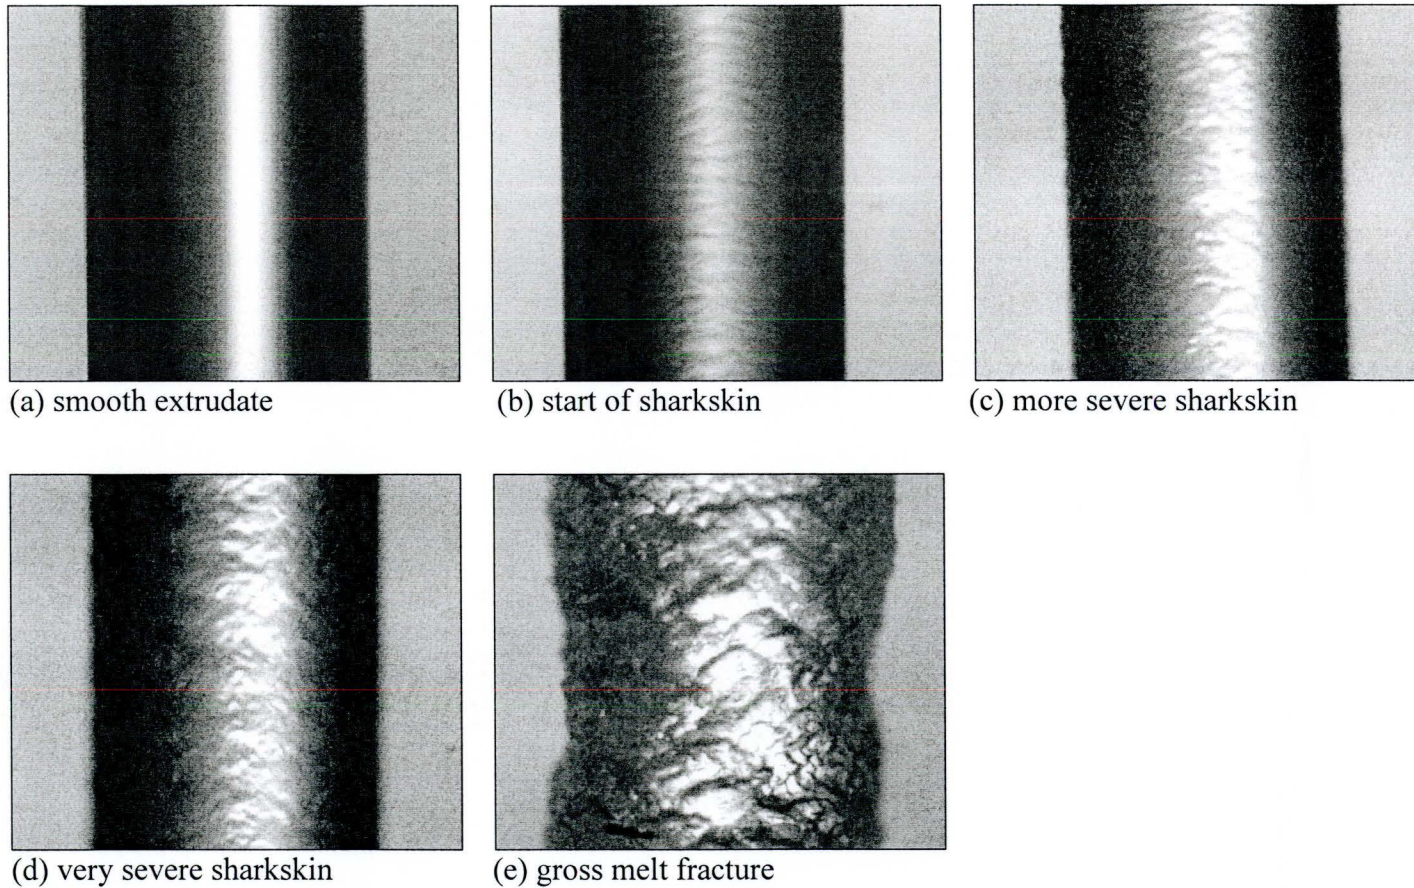 (a) smooth extrudate
(b) start of sharkskin
(c) more severe sharkskin
(d) very severe sharkskin
(e) gross melt fracture